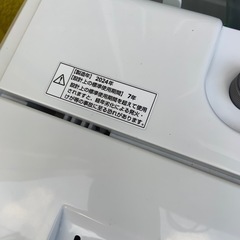 【製造年】2024年
【設計上の標準使用期間】 7年
設計上の標準使用期間を超えて使用
されますと、経年劣化による発火・
けが等の事故に至る恐れがあります。